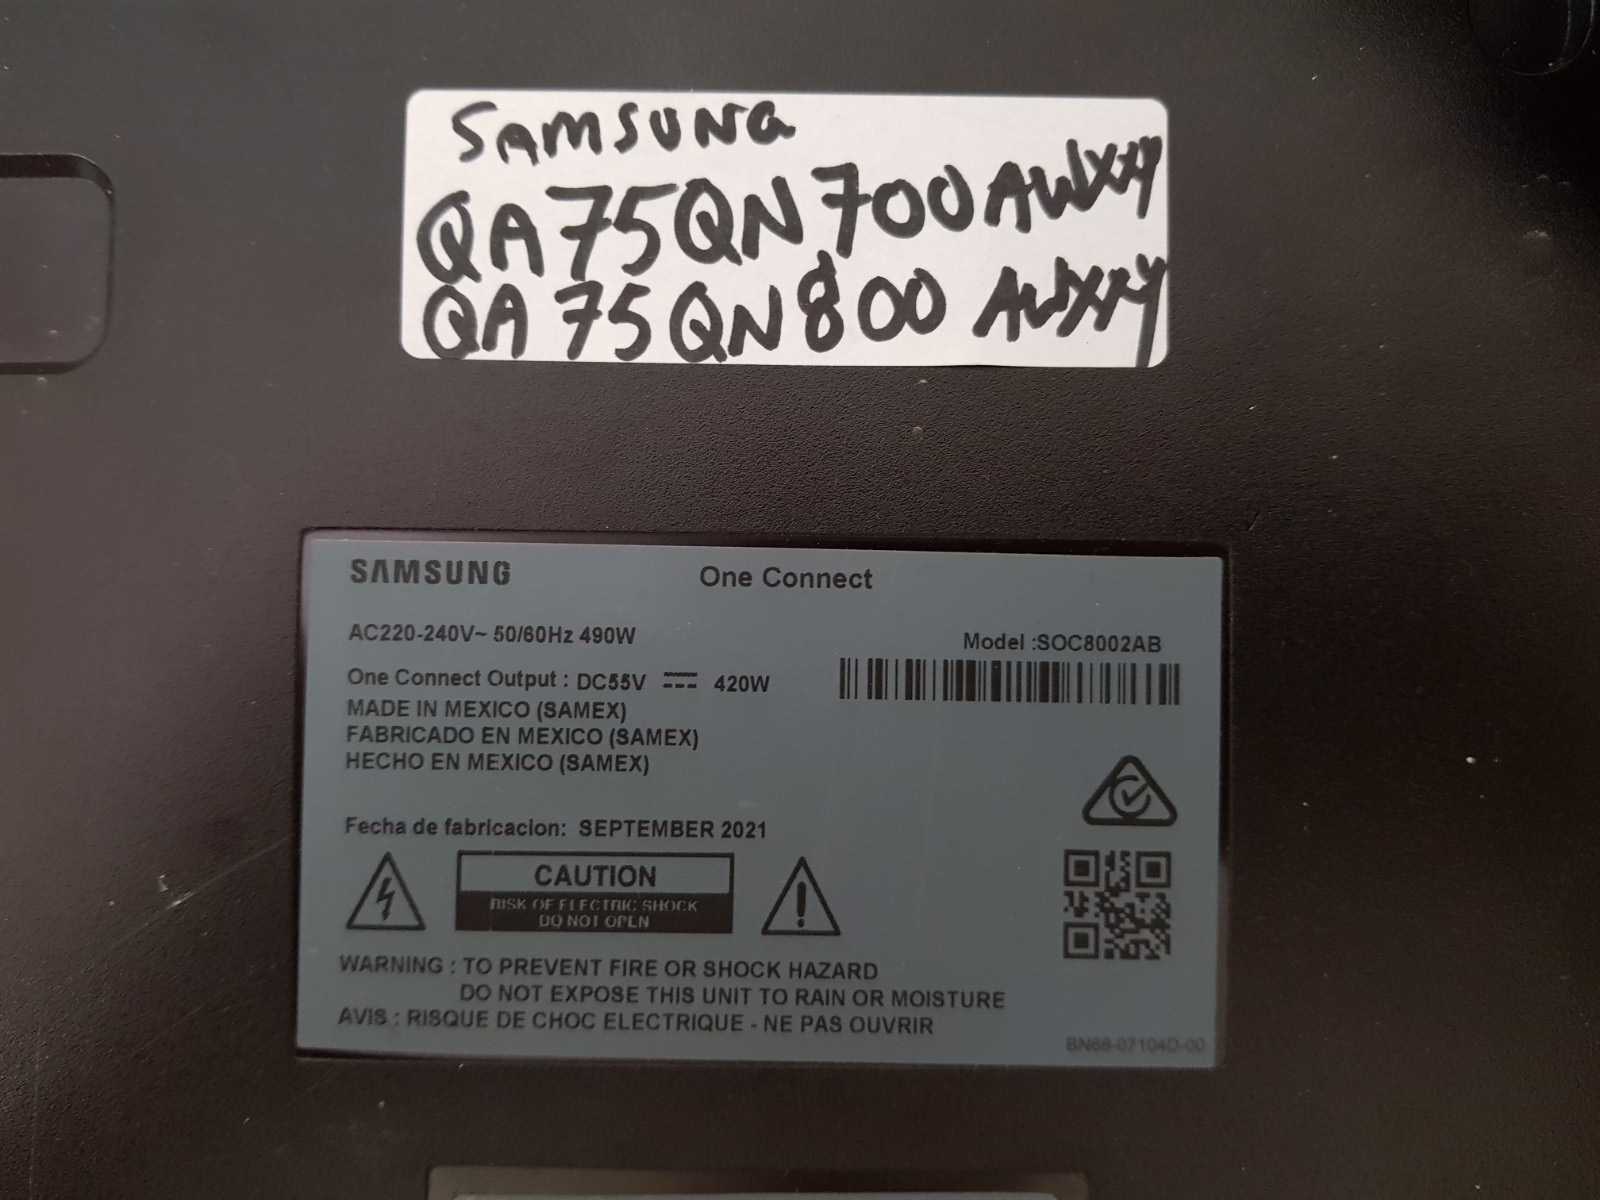 SAMSUNG
QA75QN700AWXXY
QA75QN800AWXXY
SAMSUNG One Connect
AC220-240V~ 50/60Hz 490W
Model :SOC8002AB
One Connect Output : DC55V ⎓ 420W
MADE IN MEXICO (SAMEX)
FABRICADO EN MEXICO (SAMEX)
HECHO EN MEXICO (SAMEX)
Fecha de fabricacion: SEPTEMBER 2021
CAUTION
RISK OF ELECTRIC SHOCK
DO NOT OPEN
WARNING : TO PREVENT FIRE OR SHOCK HAZARD
DO NOT EXPOSE THIS UNIT TO RAIN OR MOISTURE
AVIS : RISQUE DE CHOC ELECTRIQUE - NE PAS OUVRIR
BN68-07104D-00